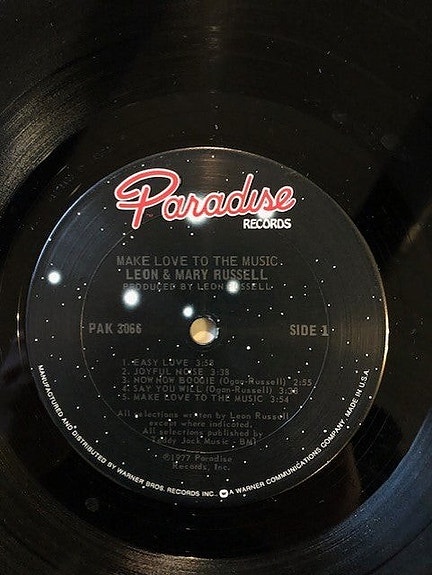 Paradise
RECORDS
MAKE LOVE TO THE MUSIC
LEON & MARY RUSSELL
PRODUCED BY LEON RUSSELL
PAK 3066
SIDE 1
1. EASY LOVE 3:58
2. JOYFUL NOISE 3:38
3. NOW NOW BOOGIE (Ogan-Russell) 2:55
4. SAY YOU WILL (Ogan-Russell) 3:28
5. MAKE LOVE TO THE MUSIC 3:54
All selections written by Leon Russell
except where indicated.
All selections published by
Teddy Jack Music - BMI
©1977 Paradise
Records, Inc.
MANUFACTURED AND DISTRIBUTED BY WARNER BROS. RECORDS INC., A WARNER COMMUNICATIONS COMPANY. MADE IN U.S.A.